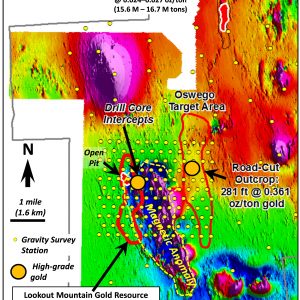 @ 0.024-0.027 oz/ton
(15.6 M – 16.7 M tons)
Oswego
Target Area
Drill Core
Intercepts
N
Open
Pit
Road-Cut
Outcrop:
281 ft @ 0.361
oz/ton gold
1 mile
(1.6 km)
Magmatic Anomaly
Gravity Survey
Station
High-grade
gold
Lookout Mountain Gold Resource